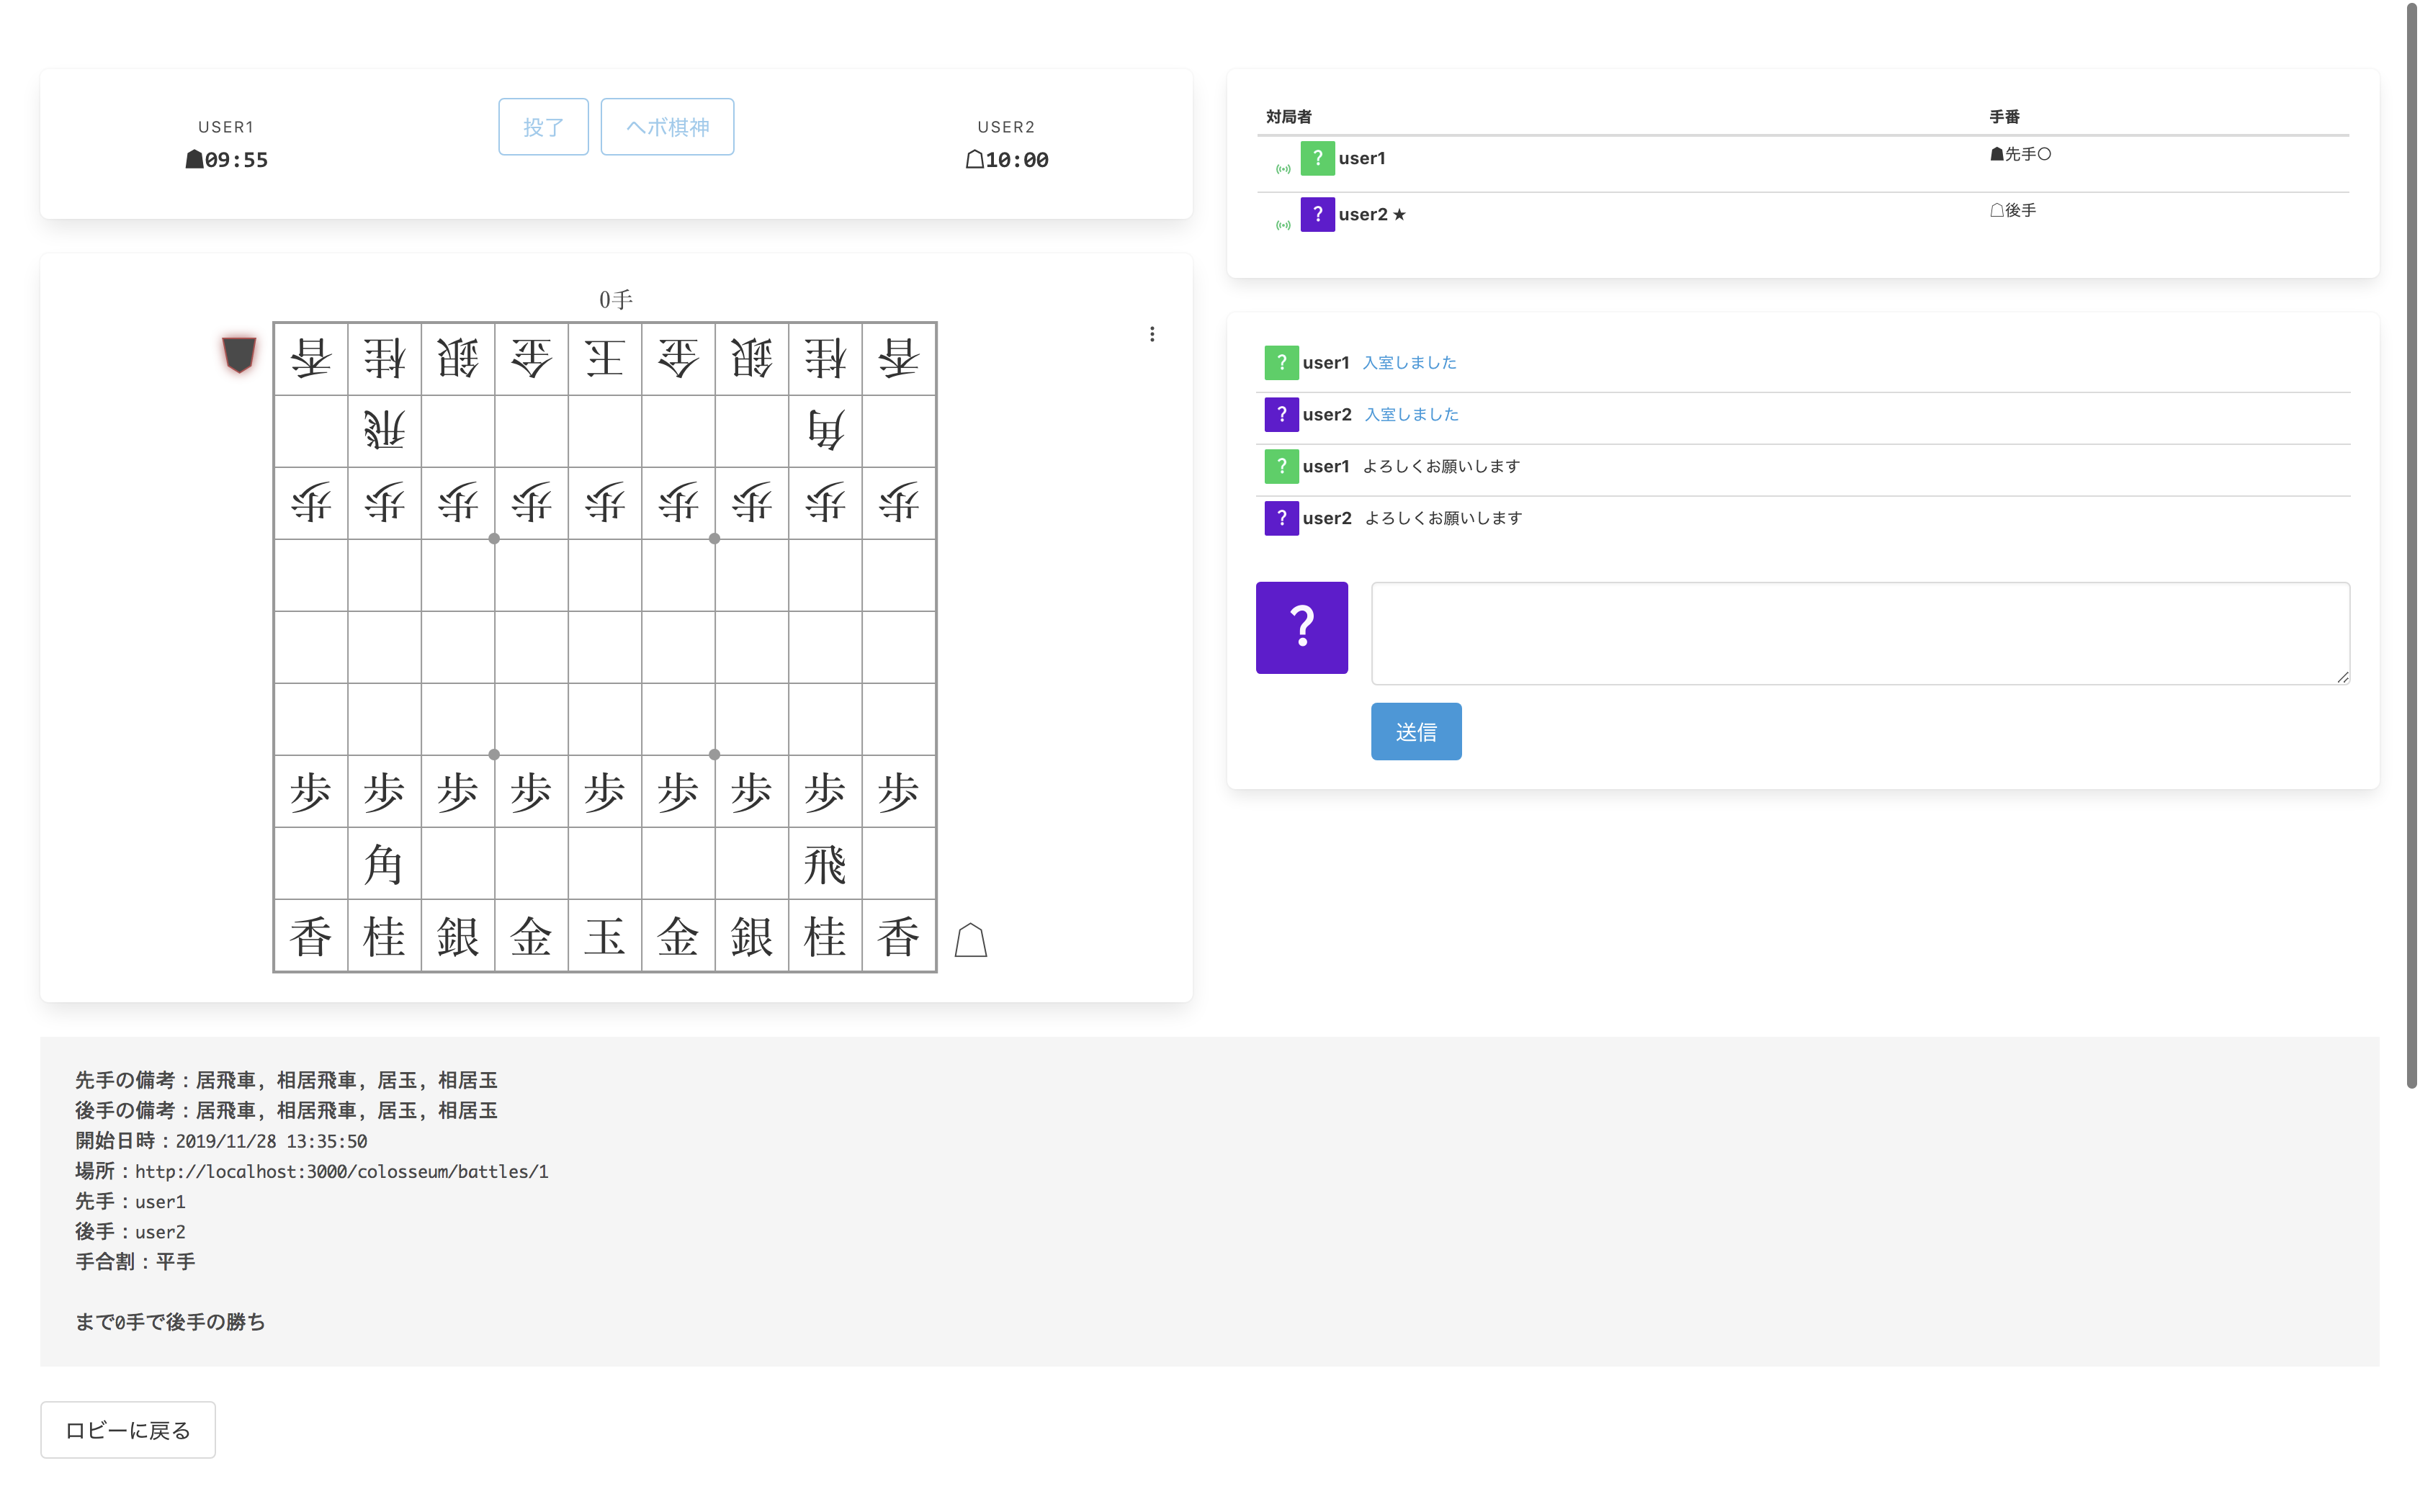 USER1
☗09:55
投了
ヘボ棋神
USER2
☖10:00
0手
香桂銀金王金銀桂香
飛角
歩歩歩歩歩歩歩歩歩
歩歩歩歩歩歩歩歩歩
角飛
香桂銀金玉金銀桂香
対局者 手番
? user1 ☗先手○
? user2 ★ ☖後手
? user1 入室しました
? user2 入室しました
? user1 よろしくお願いします
? user2 よろしくお願いします
?
送信
先手の備考：居飛車, 相居飛車, 居玉, 相居玉
後手の備考：居飛車, 相居飛車, 居玉, 相居玉
開始日時：2019/11/28 13:35:50
場所：http://localhost:3000/colosseum/battles/1
先手：user1
後手：user2
手合割：平手
まで0手で後手の勝ち
ロビーに戻る